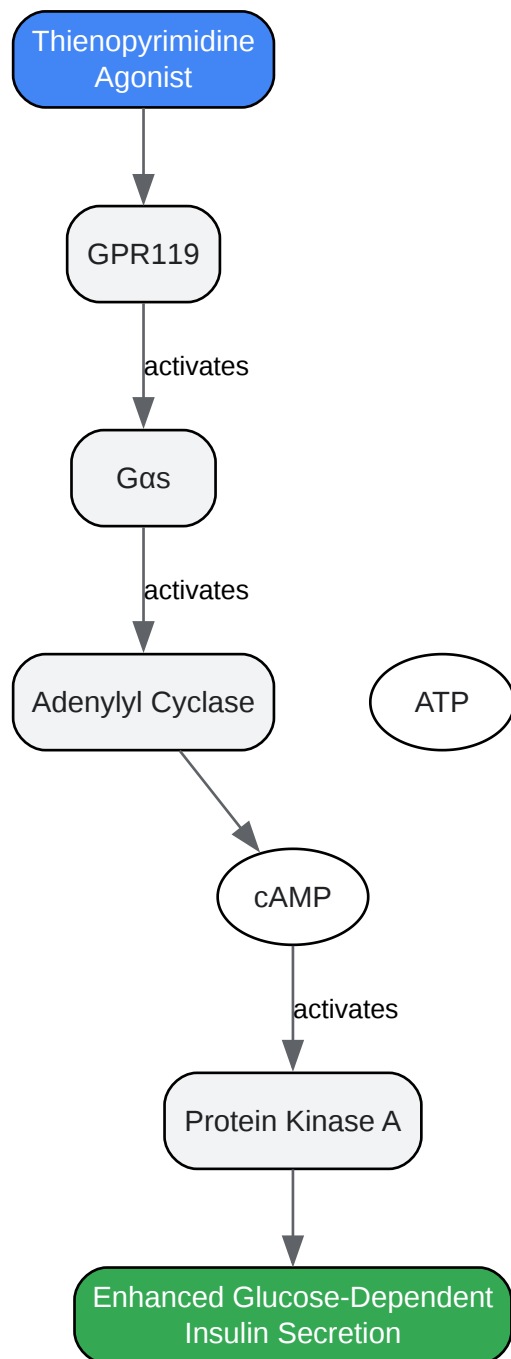 Thienopyrimidine
Agonist
GPR119
activates
Gαs
activates
Adenylyl Cyclase
ATP
cAMP
activates
Protein Kinase A
Enhanced Glucose-Dependent
Insulin Secretion